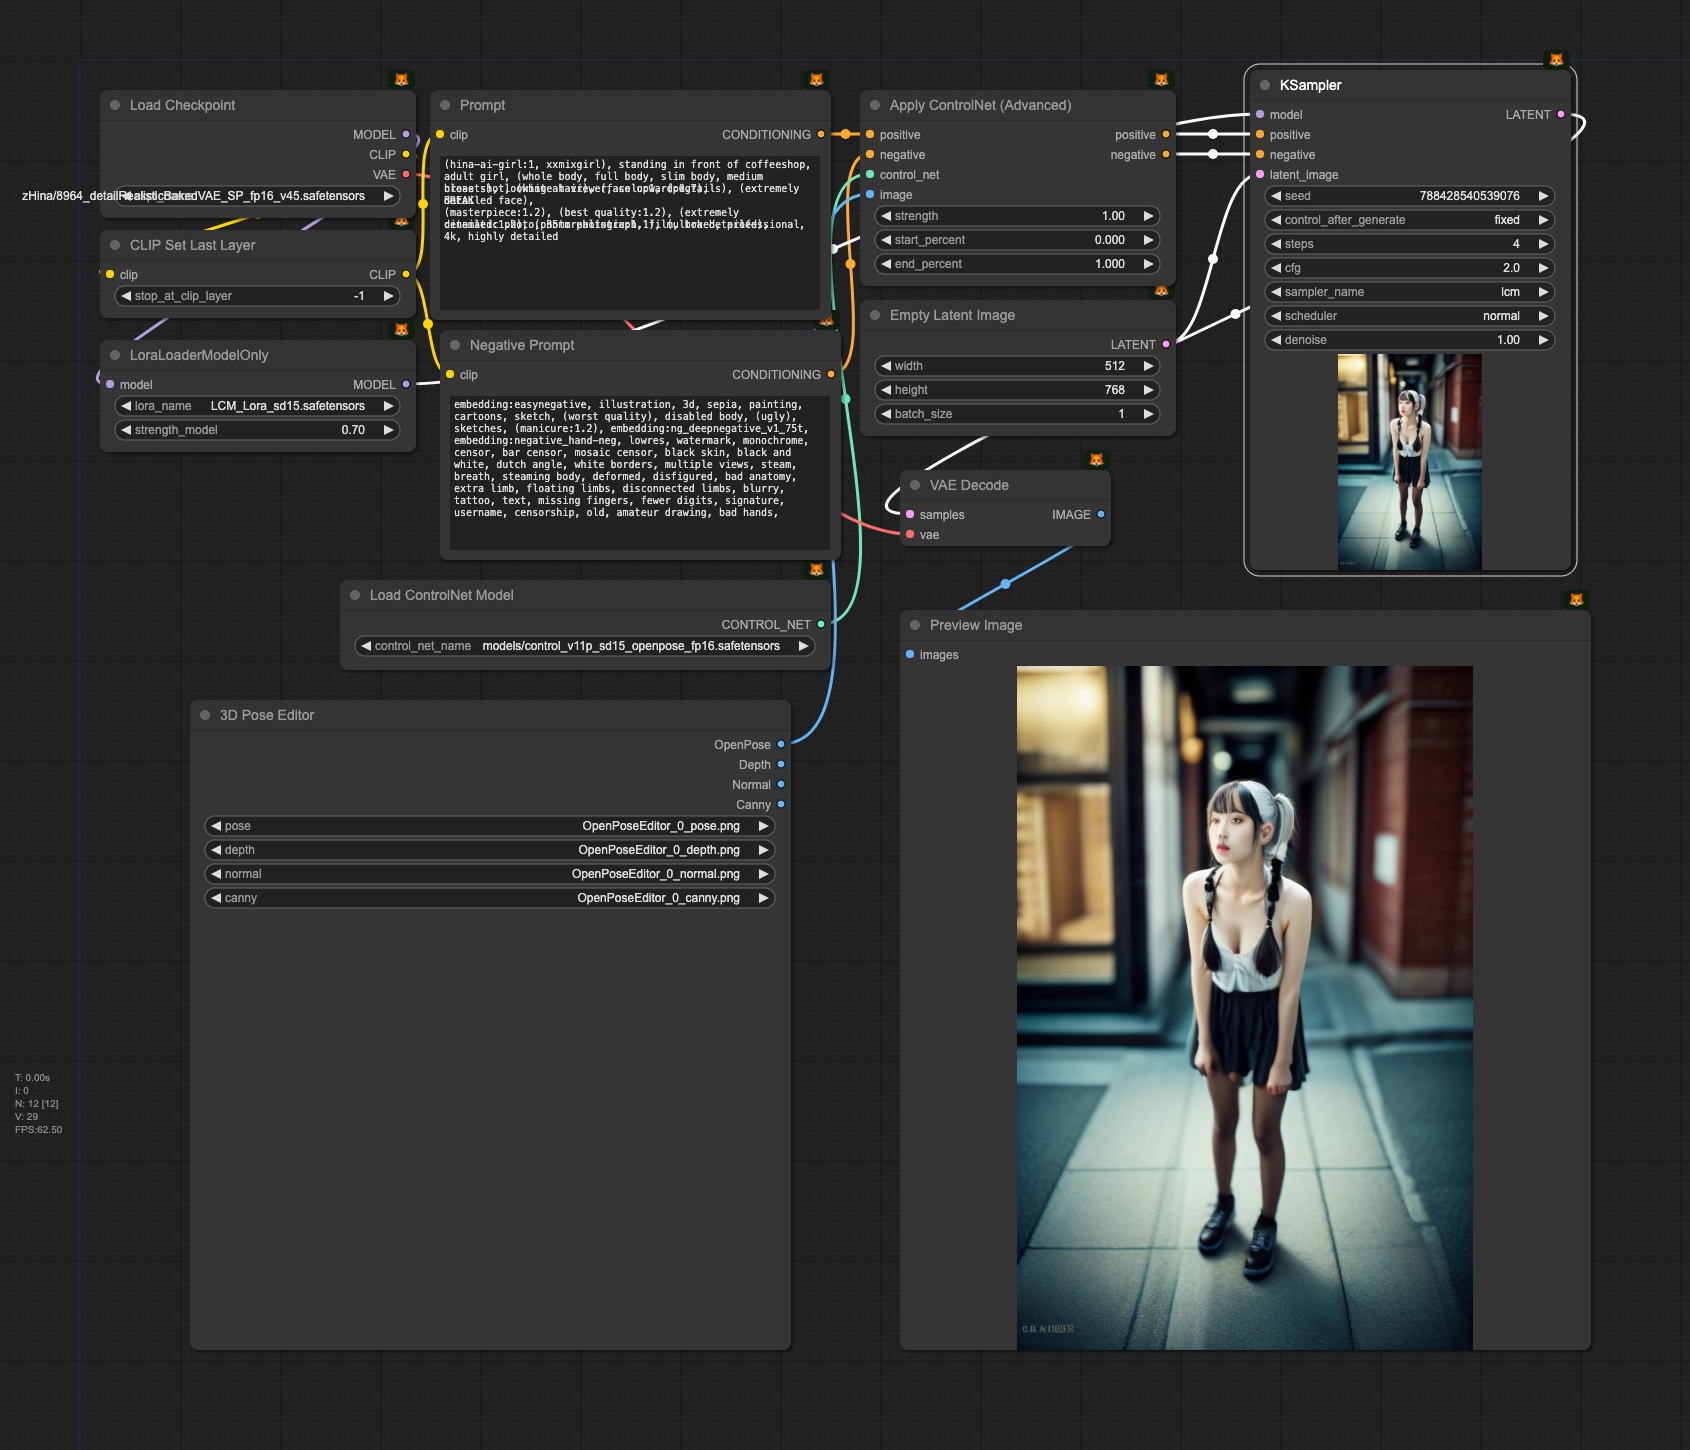 Load Checkpoint
MODEL
CLIP
VAE
zHina/8964_detailRealisticBakedVAE_SP_fp16_v45.safetensors
CLIP Set Last Layer
clip
CLIP
stop_at_clip_layer -1
LoraLoaderModelOnly
model
MODEL
lora_name LCM_Lora_sd15.safetensors
strength_model 0.70
Prompt
clip
CONDITIONING
(hina-ai-girl:1, xxmixgirl), standing in front of coffeeshop,
adult girl, (whole body, full body, slim body, medium
(extremely
detailed face),
(masterpiece:1.2), (best quality:1.2), (extremely
4k, highly detailed
Negative Prompt
clip
CONDITIONING
embedding:easynegative, illustration, 3d, sepia, painting,
cartoons, sketch, (worst quality), disabled body, (ugly),
sketches, (manicure:1.2), embedding:ng_deepnegative_v1_75t,
embedding:negative_hand-neg, lowres, watermark, monochrome,
censor, bar censor, mosaic censor, black skin, black and
white, dutch angle, white borders, multiple views, steam,
breath, steaming body, deformed, disfigured, bad anatomy,
extra limb, floating limbs, disconnected limbs, blurry,
tattoo, text, missing fingers, fewer digits, signature,
username, censorship, old, amateur drawing, bad hands,
Load ControlNet Model
CONTROL_NET
control_net_name models/control_v11p_sd15_openpose_fp16.safetensors
Apply ControlNet (Advanced)
positive positive
negative negative
control_net
image
strength 1.00
start_percent 0.000
end_percent 1.000
Empty Latent Image
LATENT
width 512
height 768
batch_size 1
VAE Decode
samples IMAGE
vae
KSampler
model LATENT
positive
negative
latent_image
seed 788428540539076
control_after_generate fixed
steps 4
cfg 2.0
sampler_name lcm
scheduler normal
denoise 1.00
Preview Image
images
3D Pose Editor
OpenPose
Depth
Normal
Canny
pose OpenPoseEditor_0_pose.png
depth OpenPoseEditor_0_depth.png
normal OpenPoseEditor_0_normal.png
canny OpenPoseEditor_0_canny.png
T: 0.00s
I: 0
N: 12 [12]
V: 29
FPS:62.50